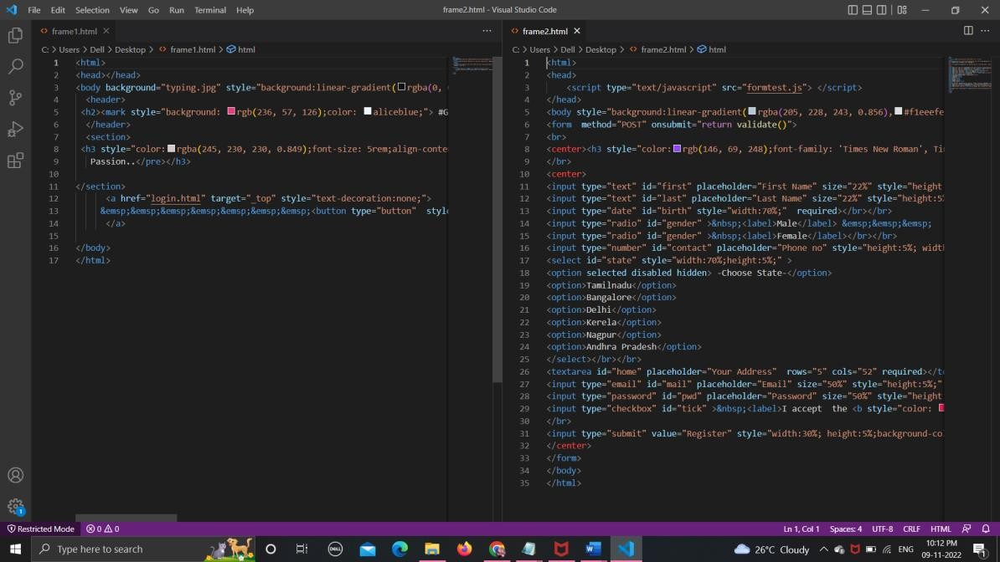 File Edit Selection View Go Run Terminal Help
frame2.html - Visual Studio Code
frame1.html
C: > Users > Dell > Desktop > frame1.html > html
1 <html>
2 <head></head>
3 <body background="typing.jpg" style="background:linear-gradient(rgba(0,
4 <header>
5 <h2><mark style="background: rgb(236, 57, 126);color: aliceblue;"> #G
6 </header>
7 <section>
8 <h3 style="color:rgba(245, 230, 230, 0.849);font-size: 5rem;align-conte
9 Passion..</pre></h3>
10
11 </section>
12 <a href="login.html" target="_top" style="text-decoration:none;">
13 &emsp;&emsp;&emsp;&emsp;&emsp;&emsp;&emsp;<button type="button" styl
14 </a>
15
16 </body>
17 </html>
frame2.html
C: > Users > Dell > Desktop > frame2.html > html
1 <html>
2 <head>
3 <script type="text/javascript" src="formtest.js"> </script>
4 </head>
5 <body style="background:linear-gradient(rgba(205, 228, 243, 0.856),#f1eeefe
6 <form method="POST" onsubmit="return validate()">
7 <br>
8 <center><h3 style="color:rgb(146, 69, 248);font-family: 'Times New Roman', Ti
9 </br>
10 <center>
11 <input type="text" id="first" placeholder="First Name" size="22%" style="height
12 <input type="text" id="last" placeholder="Last Name" size="22%" style="height:5%
13 <input type="date" id="birth" style="width:70%;" required></br></br>
14 <input type="radio" id="gender" >&nbsp;<label>Male</label> &emsp;&emsp;&emsp;
15 <input type="radio" id="gender" >&nbsp;<label>Female</label></br></br>
16 <input type="number" id="contact" placeholder="Phone no" style="height:5%; widt
17 <select id="state" style="width:70%;height:5%;" >
18 <option selected disabled hidden> -Choose State-</option>
19 <option>Tamilnadu</option>
20 <option>Bangalore</option>
21 <option>Delhi</option>
22 <option>Kerela</option>
23 <option>Nagpur</option>
24 <option>Andhra Pradesh</option>
25 </select></br></br>
26 <textarea id="home" placeholder="Your Address" rows="5" cols="52" required></te
27 <input type="email" id="mail" placeholder="Email" size="50%" style="height:5%;"
28 <input type="password" id="pwd" placeholder="Password" size="50%" style="height
29 <input type="checkbox" id="tick" >&nbsp;<label>I accept the <b style="color:
30 </br>
31 <input type="submit" value="Register" style="width:30%; height:5%;background-co
32 </center>
33 </form>
34 </body>
35 </html>
1
Restricted Mode 0 0
Ln 1, Col 1 Spaces: 4 UTF-8 CRLF HTML
Type here to search
DELL
26°C Cloudy ENG 10:12 PM
09-11-2022
1